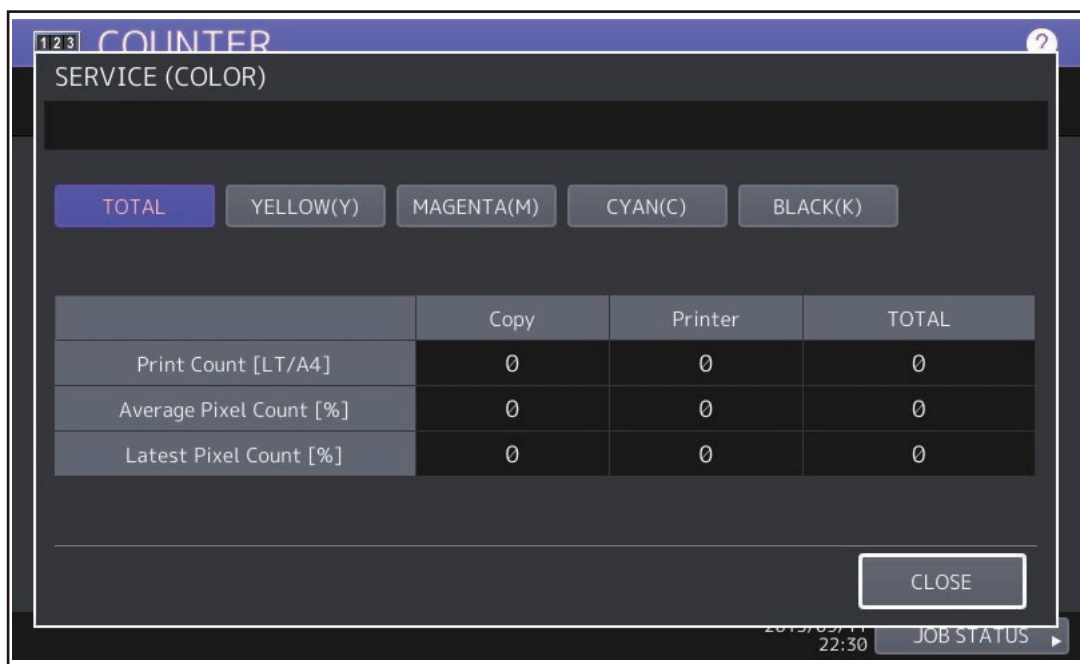 123 COUNTER ?
SERVICE (COLOR)
TOTAL YELLOW(Y) MAGENTA(M) CYAN(C) BLACK(K)
Copy Printer TOTAL
Print Count [LT/A4] 0 0 0
Average Pixel Count [%] 0 0 0
Latest Pixel Count [%] 0 0 0
CLOSE
22:30 JOB STATUS